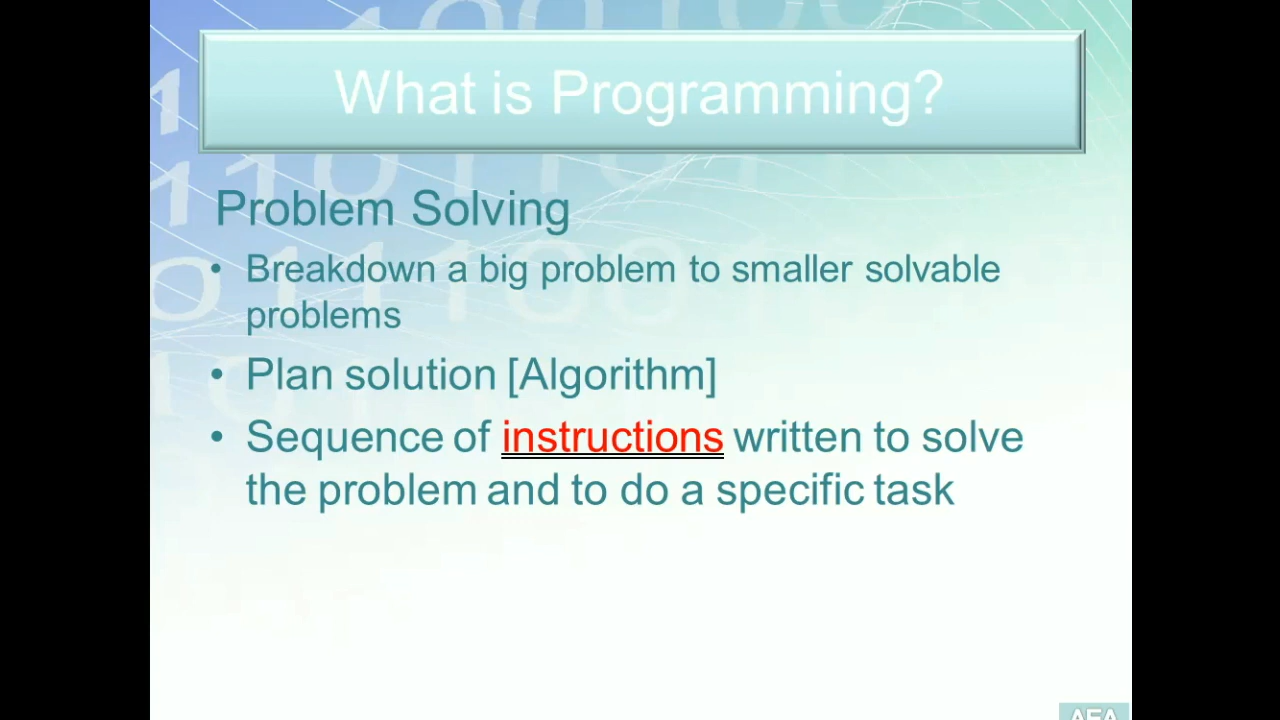 What is Programming?
Problem Solving
• Breakdown a big problem to smaller solvable
problems
• Plan solution [Algorithm]
• Sequence of instructions written to solve
the problem and to do a specific task
AEA